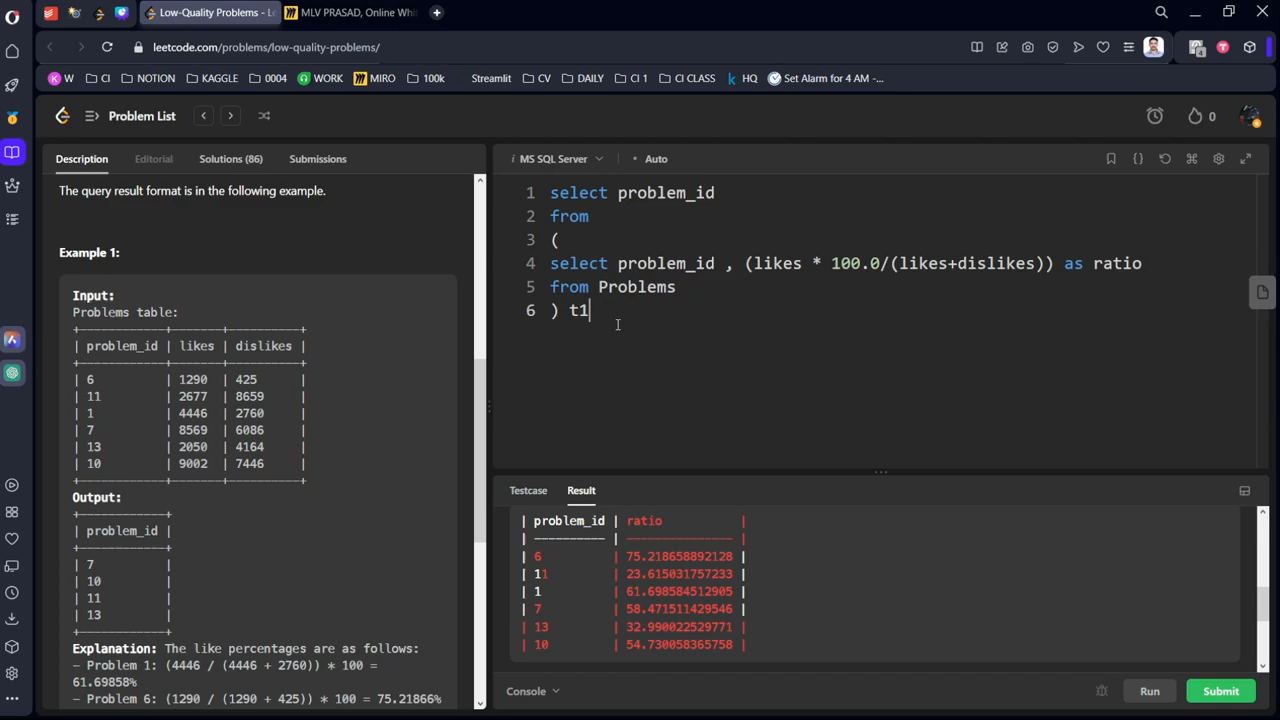 Low-Quality Problems - Le
MLV PRASAD, Online Whi
leetcode.com/problems/low-quality-problems/
W
CI
NOTION
KAGGLE
0004
WORK
MIRO
100k
Streamlit
CV
DAILY
CI 1
CI CLASS
HQ
Set Alarm for 4 AM -...
Problem List
0
Description
Editorial
Solutions (86)
Submissions
The query result format is in the following example.
Example 1:
Input:
Problems table:
+------------+-------+----------+
| problem_id | likes | dislikes |
+------------+-------+----------+
| 6 | 1290 | 425 |
| 11 | 2677 | 8659 |
| 1 | 4446 | 2760 |
| 7 | 8569 | 6086 |
| 13 | 2050 | 4164 |
| 10 | 9002 | 7446 |
+------------+-------+----------+
Output:
+------------+
| problem_id |
+------------+
| 7 |
| 10 |
| 11 |
| 13 |
+------------+
Explanation: The like percentages are as follows:
- Problem 1: (4446 / (4446 + 2760)) * 100 =
61.69858%
- Problem 6: (1290 / (1290 + 425)) * 100 = 75.21866%
MS SQL Server
Auto
1 select problem_id
2 from
3 (
4 select problem_id , (likes * 100.0/(likes+dislikes)) as ratio
5 from Problems
6 ) t1
Testcase
Result
| problem_id | ratio |
| ---------- | --------------- |
| 6 | 75.218658892128 |
| 11 | 23.615031757233 |
| 1 | 61.698584512905 |
| 7 | 58.471511429546 |
| 13 | 32.990022529771 |
| 10 | 54.730058365758 |
Console
Run
Submit